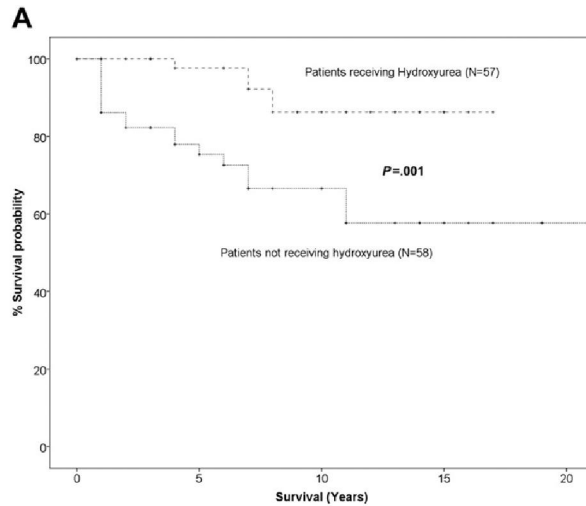 A
100
80
60
40
20
0
% Survival probability
Patients receiving Hydroxyurea (N=57)
P=.001
Patients not receiving hydroxyurea (N=58)
0 5 10 15 20
Survival (Years)